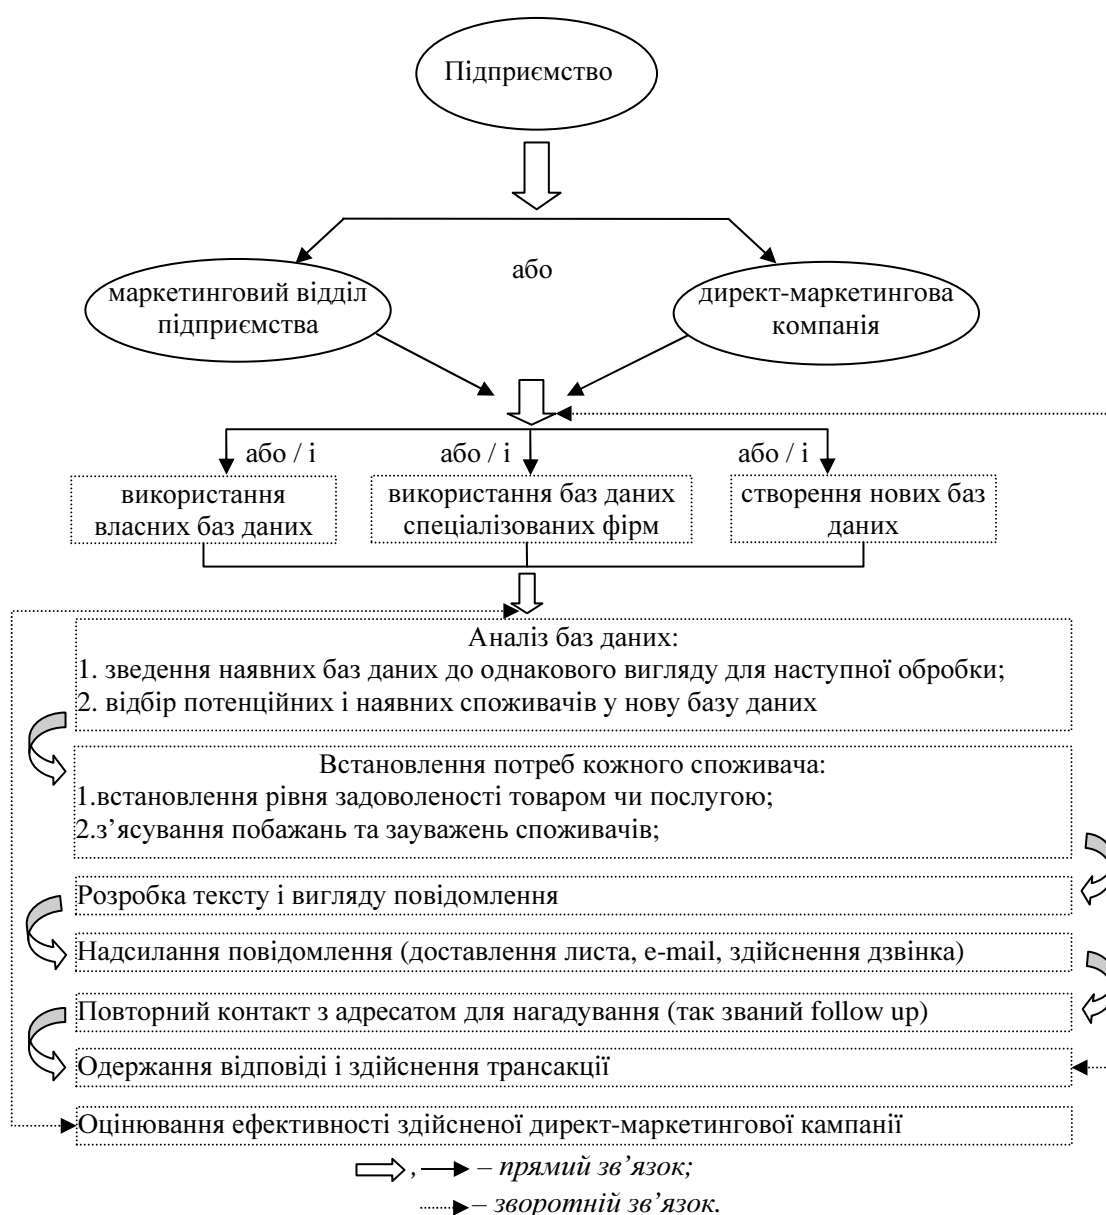 Підприємство
або
маркетинговий відділ
підприємства
директ-маркетингова
компанія
або / і
або / і
або / і
використання
власних баз даних
використання баз даних
спеціалізованих фірм
створення нових баз
даних
Аналіз баз даних:
1. зведення наявних баз даних до однакового вигляду для наступної обробки;
2. відбір потенційних і наявних споживачів у нову базу даних
Встановлення потреб кожного споживача:
1.встановлення рівня задоволеності товаром чи послугою;
2.з’ясування побажань та зауважень споживачів;
Розробка тексту і вигляду повідомлення
Надсилання повідомлення (доставлення листа, e-mail, здійснення дзвінка)
Повторний контакт з адресатом для нагадування (так званий follow up)
Одержання відповіді і здійснення трансакції
Оцінювання ефективності здійсненої директ-маркетингової кампанії
, – прямий зв’язок;
– зворотній зв’язок.